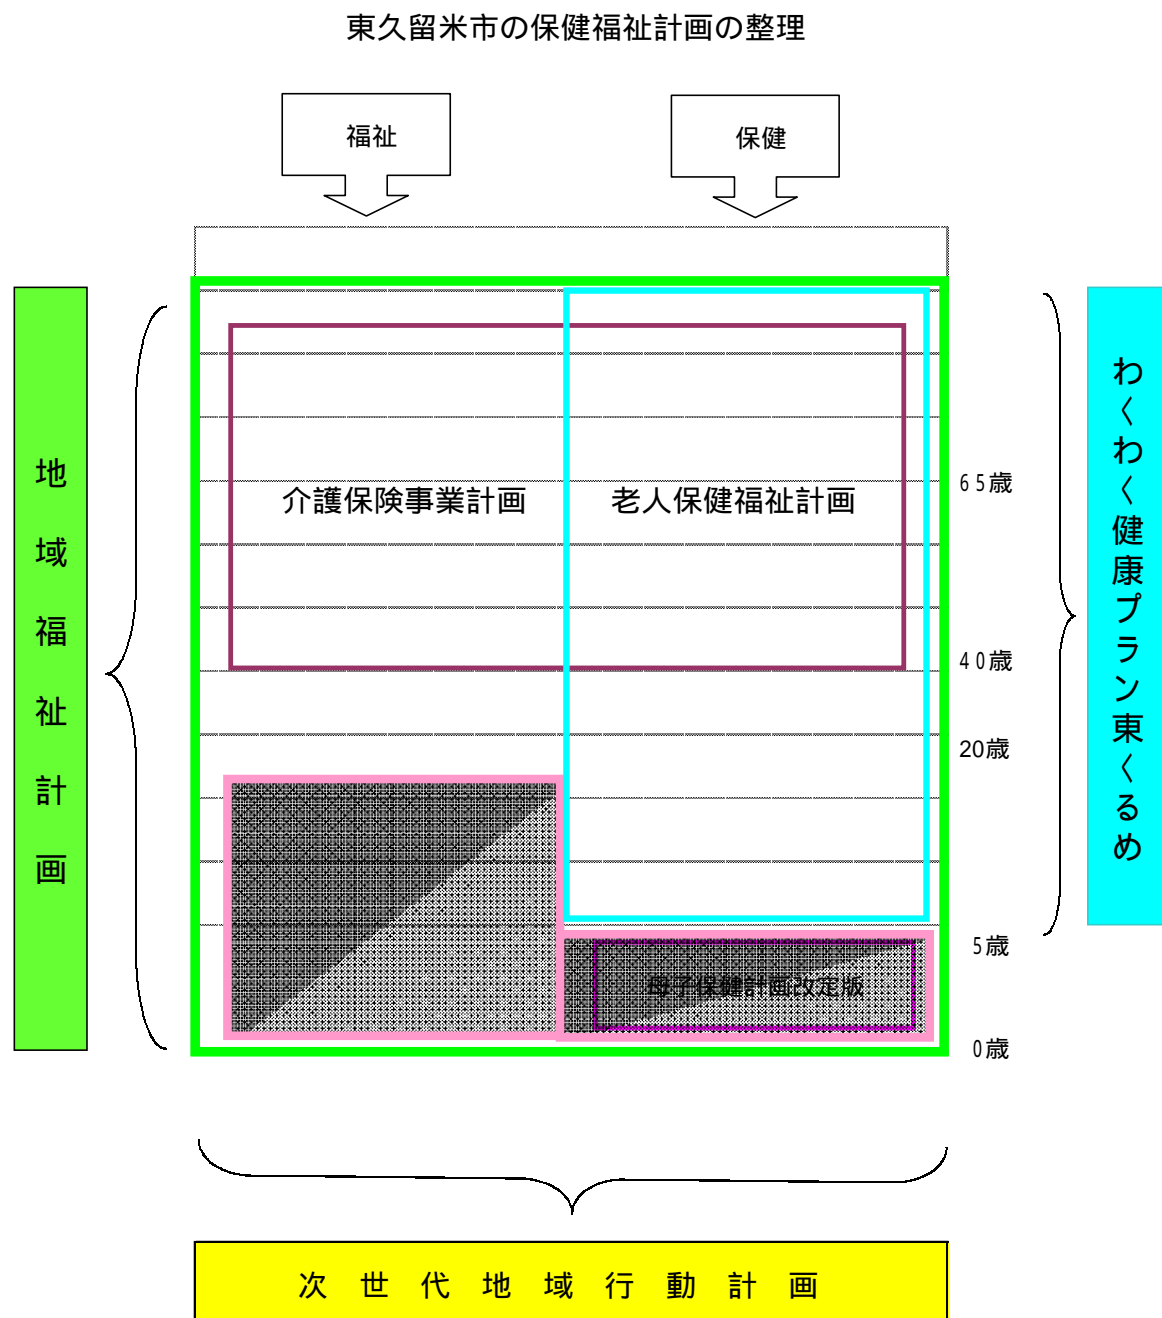 東久留米市の保健福祉計画の整理
福祉
保健
地域福祉計画
わくわく健康プラン東くるめ
介護保険事業計画
老人保健福祉計画
65歳
40歳
20歳
5歳
母子保健計画改定版
0歳
次世代地域行動計画